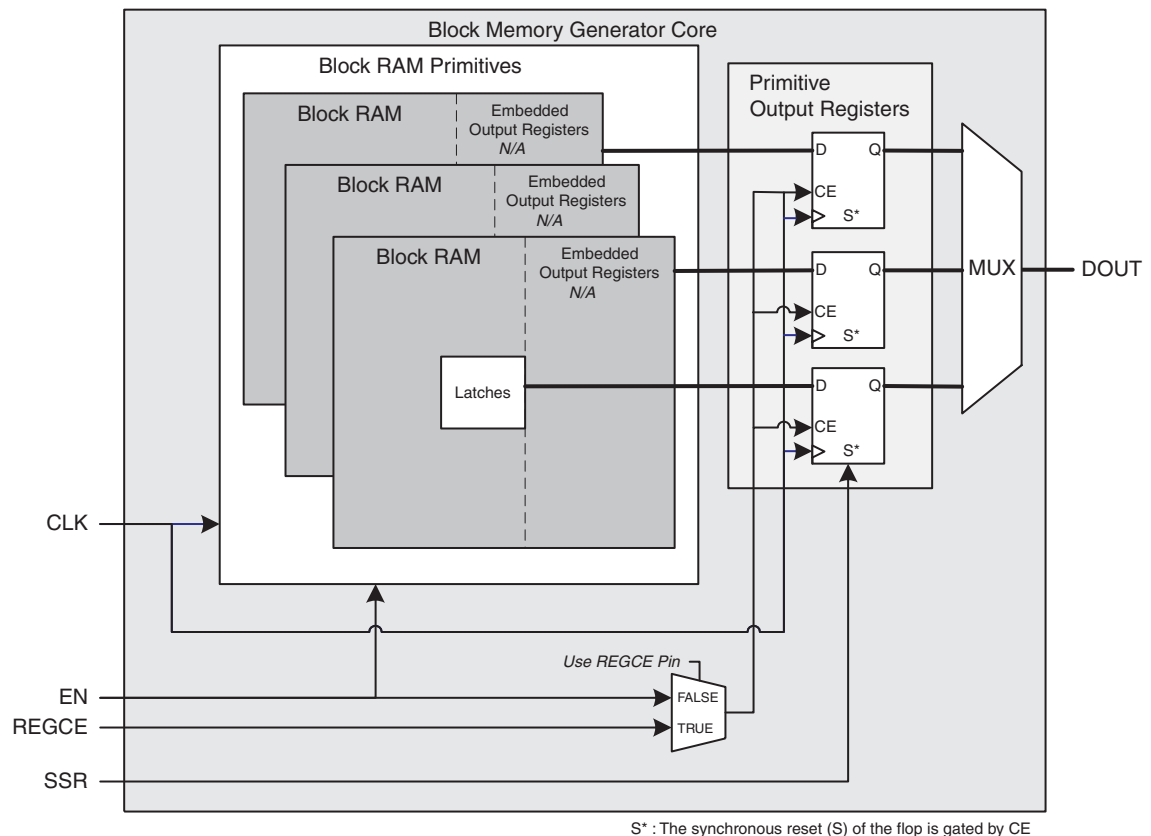 Block Memory Generator Core
Block RAM Primitives
Block RAM
Embedded
Output Registers
N/A
Block RAM
Embedded
Output Registers
N/A
Block RAM
Embedded
Output Registers
N/A
Latches
Primitive
Output Registers
D Q
CE
S*
D Q
CE
S*
D Q
CE
S*
MUX
DOUT
CLK
Use REGCE Pin
EN
FALSE
REGCE
TRUE
SSR
S* : The synchronous reset (S) of the flop is gated by CE